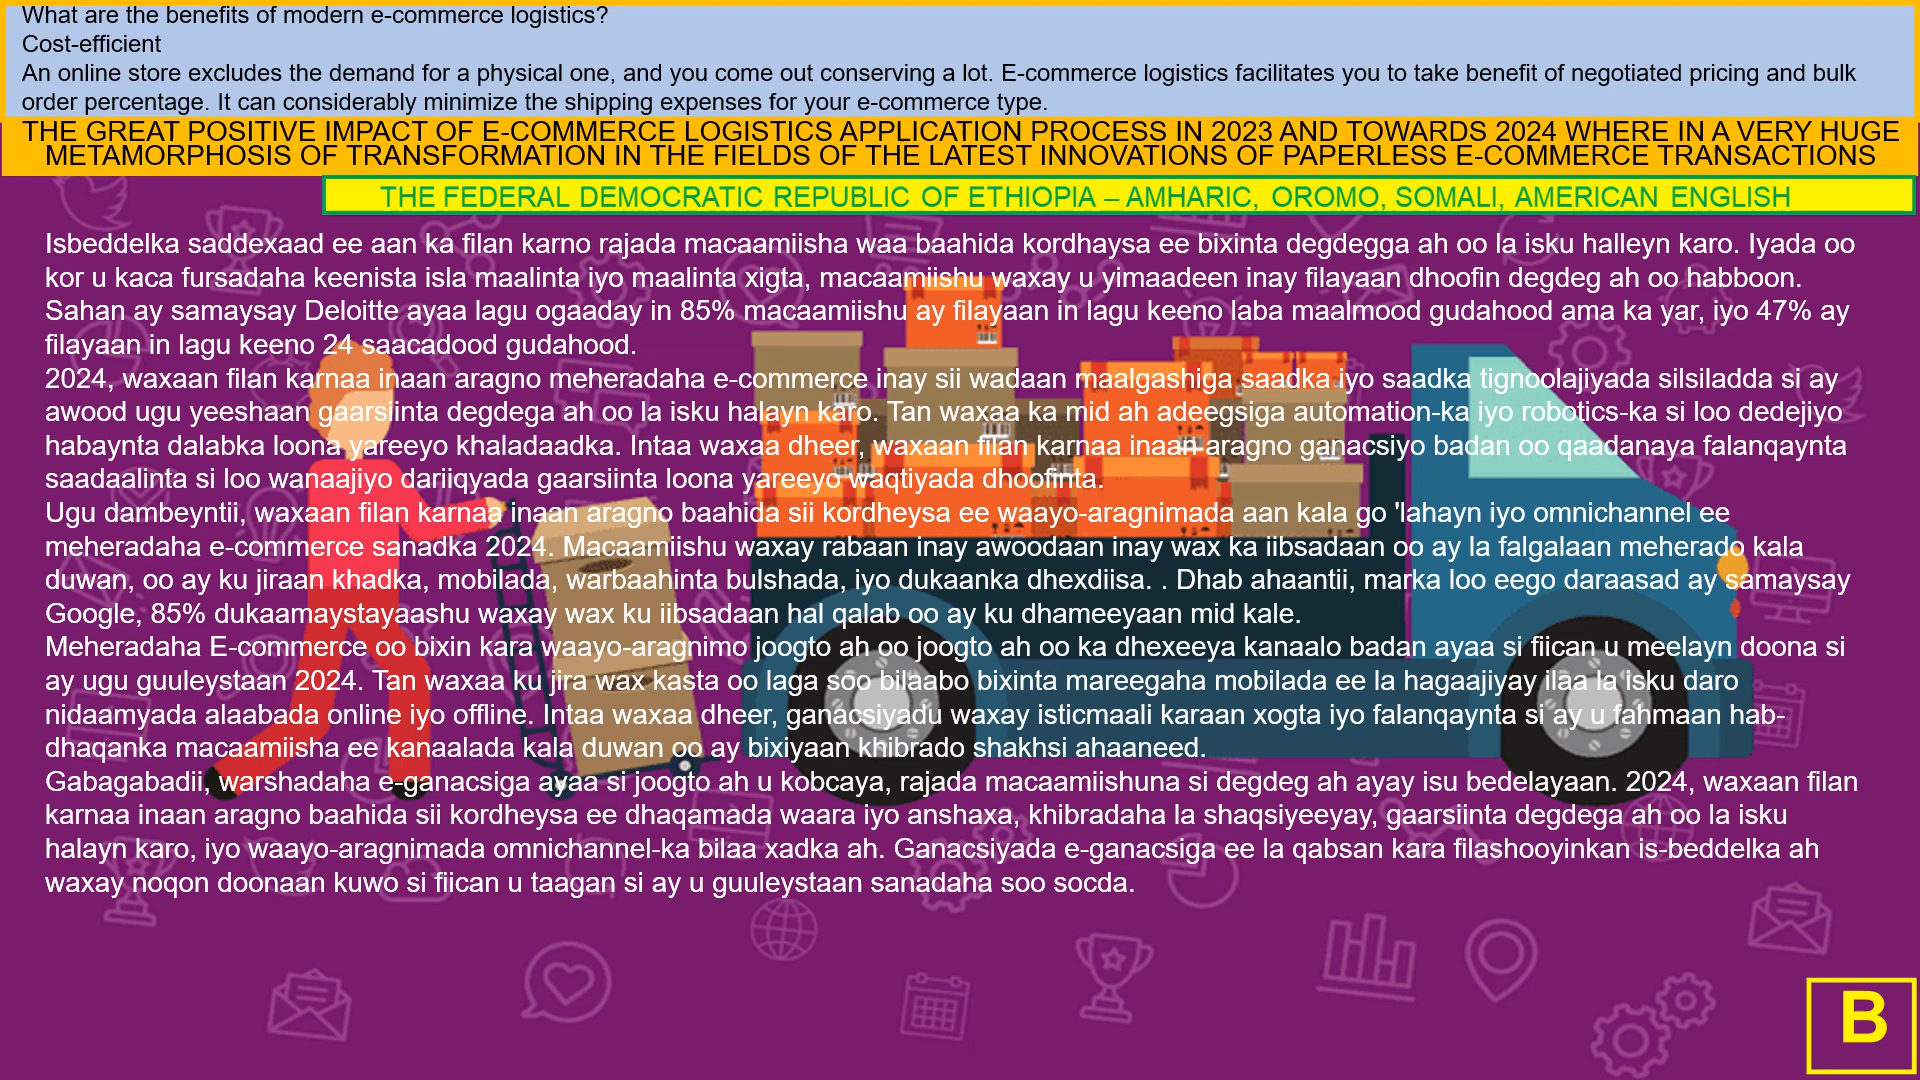 What are the benefits of modern e-commerce logistics?
Cost-efficient
An online store excludes the demand for a physical one, and you come out conserving a lot. E-commerce logistics facilitates you to take benefit of negotiated pricing and bulk
order percentage. It can considerably minimize the shipping expenses for your e-commerce type.
THE GREAT POSITIVE IMPACT OF E-COMMERCE LOGISTICS APPLICATION PROCESS IN 2023 AND TOWARDS 2024 WHERE IN A VERY HUGE
METAMORPHOSIS OF TRANSFORMATION IN THE FIELDS OF THE LATEST INNOVATIONS OF PAPERLESS E-COMMERCE TRANSACTIONS
THE FEDERAL DEMOCRATIC REPUBLIC OF ETHIOPIA – AMHARIC, OROMO, SOMALI, AMERICAN ENGLISH
Isbeddelka saddexaad ee aan ka filan karno rajada macaamiisha waa baahida kordhaysa ee bixinta degdegga ah oo la isku halleyn karo. Iyada oo
kor u kaca fursadaha keenista isla maalinta iyo maalinta xigta, macaamiishu waxay u yimaadeen inay filayaan dhoofin degdeg ah oo habboon.
Sahan ay samaysay Deloitte ayaa lagu ogaaday in 85% macaamiishu ay filayaan in lagu keeno laba maalmood gudahood ama ka yar, iyo 47% ay
filayaan in lagu keeno 24 saacadood gudahood.
2024, waxaan filan karnaa inaan aragno meheradaha e-commerce inay sii wadaan maalgashiga saadka iyo saadka tignoolajiyada silsiladda si ay
awood ugu yeeshaan gaarsiinta degdega ah oo la isku halayn karo. Tan waxaa ka mid ah adeegsiga automation-ka iyo robotics-ka si loo dedejiyo
habaynta dalabka loona yareeyo khaladaadka. Intaa waxaa dheer, waxaan filan karnaa inaan aragno ganacsiyo badan oo qaadanaya falanqaynta
saadaalinta si loo wanaajiyo dariiqyada gaarsiinta loona yareeyo waqtiyada dhoofinta.
Ugu dambeyntii, waxaan filan karnaa inaan aragno baahida sii kordheysa ee waayo-aragnimada aan kala go 'lahayn iyo omnichannel ee
meheradaha e-commerce sanadka 2024. Macaamiishu waxay rabaan inay awoodaan inay wax ka iibsadaan oo ay la falgalaan meherado kala
duwan, oo ay ku jiraan khadka, mobilada, warbaahinta bulshada, iyo dukaanka dhexdiisa. . Dhab ahaantii, marka loo eego daraasad ay samaysay
Google, 85% dukaamaystayaashu waxay wax ku iibsadaan hal qalab oo ay ku dhameeyaan mid kale.
Meheradaha E-commerce oo bixin kara waayo-aragnimo joogto ah oo joogto ah oo ka dhexeeya kanaalo badan ayaa si fiican u meelayn doona si
ay ugu guuleystaan 2024. Tan waxaa ku jira wax kasta oo laga soo bilaabo bixinta mareegaha mobilada ee la hagaajiyay ilaa la isku daro
nidaamyada alaabada online iyo offline. Intaa waxaa dheer, ganacsiyadu waxay isticmaali karaan xogta iyo falanqaynta si ay u fahmaan hab-
dhaqanka macaamiisha ee kanaalada kala duwan oo ay bixiyaan khibrado shakhsi ahaaneed.
Gabagabadii, warshadaha e-ganacsiga ayaa si joogto ah u kobcaya, rajada macaamiishuna si degdeg ah ayay isu bedelayaan. 2024, waxaan filan
karnaa inaan aragno baahida sii kordheysa ee dhaqamada waara iyo anshaxa, khibradaha la shaqsiyeeyay, gaarsiinta degdega ah oo la isku
halayn karo, iyo waayo-aragnimada omnichannel-ka bilaa xadka ah. Ganacsiyada e-ganacsiga ee la qabsan kara filashooyinkan is-beddelka ah
waxay noqon doonaan kuwo si fiican u taagan si ay u guuleystaan sanadaha soo socda.
B